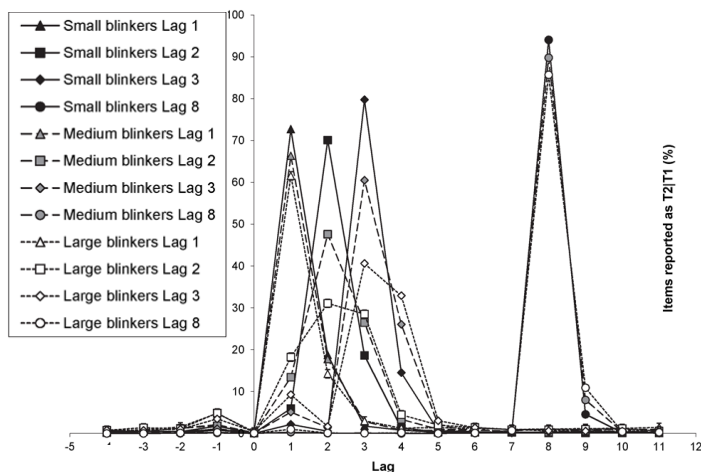 Small blinkers Lag 1
Small blinkers Lag 2
Small blinkers Lag 3
Small blinkers Lag 8
Medium blinkers Lag 1
Medium blinkers Lag 2
Medium blinkers Lag 3
Medium blinkers Lag 8
Large blinkers Lag 1
Large blinkers Lag 2
Large blinkers Lag 3
Large blinkers Lag 8
100
90
80
70
60
50
40
30
20
10
0
-5 -3 -2 -1 0 1 2 3 4 5 6 7 8 9 10 11 12
Lag
Items reported as T2|T1 (%)